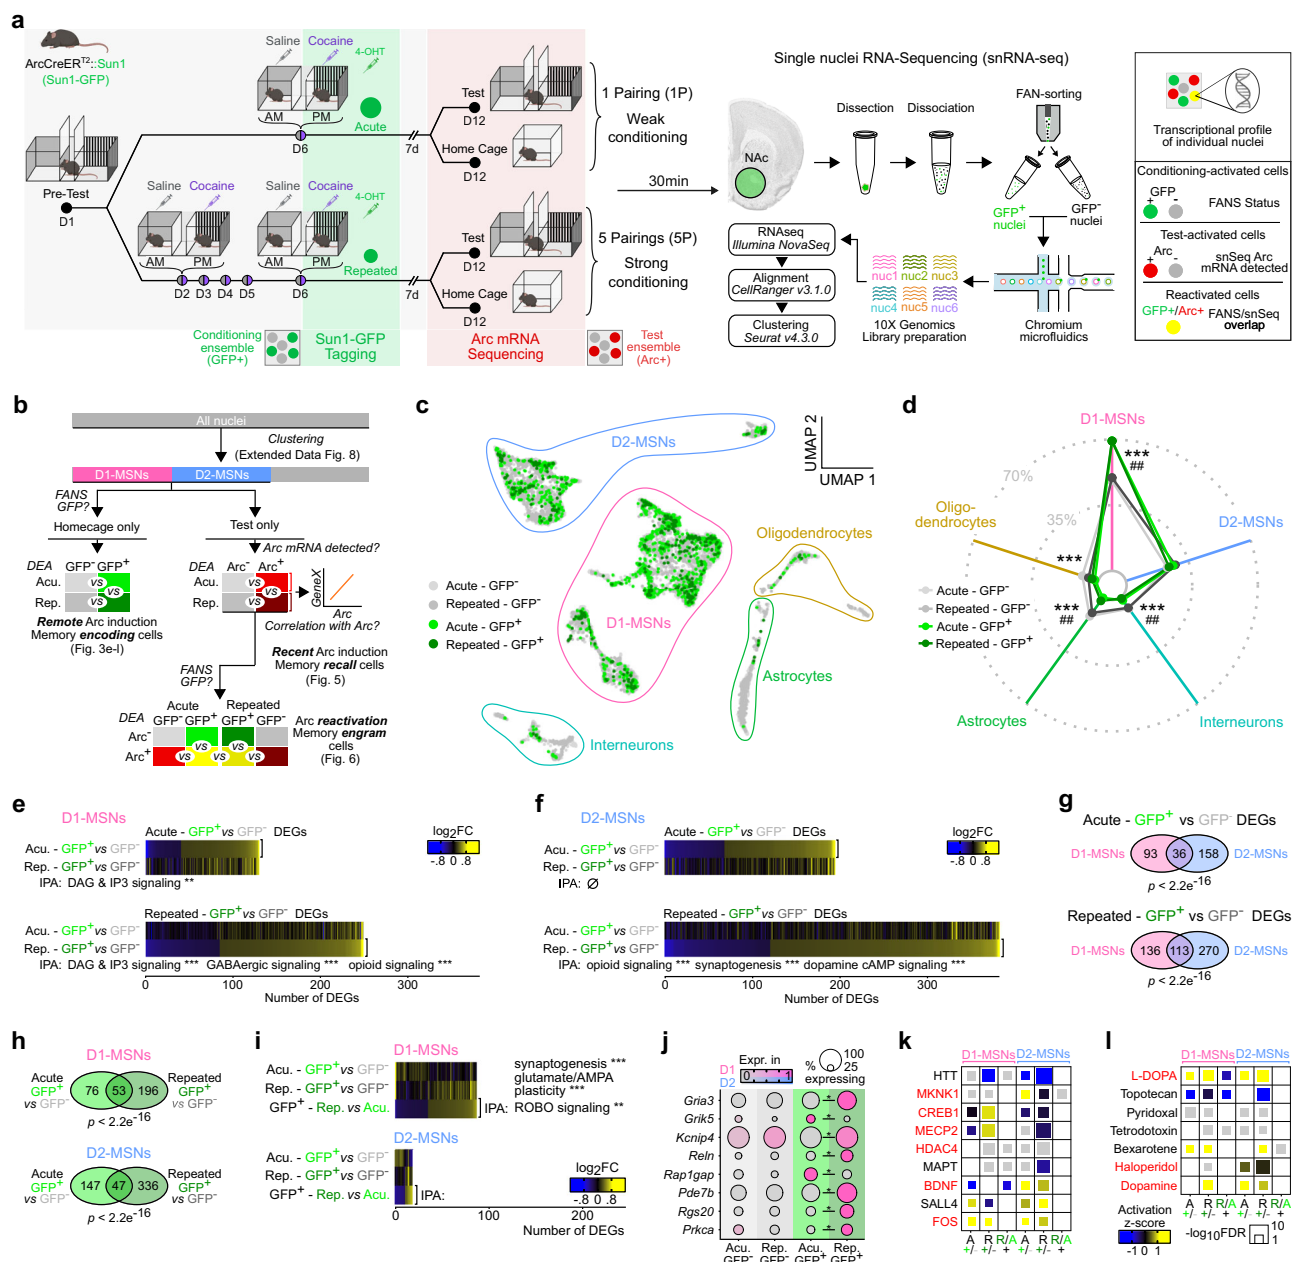 a
ArcCreER^T2::Sun1
(Sun1-GFP)
Saline Cocaine 4-OHT
AM PM
D6
Acute
7d
Test
D12
Home Cage
D12
1 Pairing (1P)
Weak
conditioning
Pre-Test
D1
Saline Cocaine Saline Cocaine 4-OHT
AM PM AM PM
D2 D3 D4 D5 D6
Repeated
7d
Test
D12
Home Cage
D12
5 Pairings (5P)
Strong
conditioning
Conditioning
ensemble
(GFP+)
Sun1-GFP
Tagging
Arc mRNA
Sequencing
Test
ensemble
(Arc+)
30min
Single nuclei RNA-Sequencing (snRNA-seq)
NAc
Dissection
Dissociation
FAN-sorting
GFP+
nuclei
GFP-
nuclei
RNAseq
Illumina NovaSeq
Alignment
CellRanger v3.1.0
Clustering
Seurat v4.3.0
nuc1 nuc2 nuc3
nuc4 nuc5 nuc6
10X Genomics
Library preparation
Chromium
microfluidics
Transcriptional profile
of individual nuclei
Conditioning-activated cells
GFP
+ -
FANS Status
Test-activated cells
Arc
+ -
snSeq Arc
mRNA detected
Reactivated cells
GFP+/Arc+
FANS/snSeq
overlap
b
All nuclei
Clustering
(Extended Data Fig. 8)
D1-MSNs D2-MSNs
FANS
GFP?
Homecage only
Test only
Arc mRNA detected?
DEA GFP- GFP+
Acu. vs
vs
Rep. vs
DEA Arc- Arc+
Acu. vs
vs
Rep. vs
GeneX
Arc
Correlation with Arc?
Remote Arc induction
Memory encoding cells
(Fig. 3e-l)
Recent Arc induction
Memory recall cells
(Fig. 5)
FANS
GFP?
Acute Repeated
DEA GFP- GFP+ GFP+ GFP-
Arc-
vs vs
Arc+
vs vs vs
Arc reactivation
Memory engram
cells
(Fig. 6)
c
D2-MSNs
UMAP 2
UMAP 1
Oligodendrocytes
Acute - GFP-
Repeated - GFP-
Acute - GFP+
Repeated - GFP+
D1-MSNs
Astrocytes
Interneurons
d
D1-MSNs
***
##
70%
35%
Oligo-
dendrocytes
D2-MSNs
***
Acute - GFP-
Repeated - GFP-
Acute - GFP+
Repeated - GFP+
***
##
***
##
Astrocytes
Interneurons
e
D1-MSNs
Acute - GFP+ vs GFP- DEGs
log2FC
-.8 0 .8
Acu. - GFP+ vs GFP-
Rep. - GFP+ vs GFP-
IPA: DAG & IP3 signaling **
Repeated - GFP+ vs GFP- DEGs
Acu. - GFP+ vs GFP-
Rep. - GFP+ vs GFP-
IPA: DAG & IP3 signaling *** GABAergic signaling *** opioid signaling ***
0 100 200 300
Number of DEGs
f
D2-MSNs
Acute - GFP+ vs GFP- DEGs
log2FC
-.8 0 .8
Acu. - GFP+ vs GFP-
Rep. - GFP+ vs GFP-
IPA: ∅
Repeated - GFP+ vs GFP- DEGs
Acu. - GFP+ vs GFP-
Rep. - GFP+ vs GFP-
IPA: opioid signaling *** synaptogenesis *** dopamine cAMP signaling ***
0 100 200 300
Number of DEGs
g
Acute - GFP+ vs GFP- DEGs
D1-MSNs 93 36 158 D2-MSNs
p < 2.2e-16
Repeated - GFP+ vs GFP- DEGs
D1-MSNs 136 113 270 D2-MSNs
p < 2.2e-16
h
D1-MSNs
Acute
GFP+
vs GFP-
76 53 196
Repeated
GFP+
vs GFP-
p < 2.2e-16
D2-MSNs
Acute
GFP+
vs GFP-
147 47 336
Repeated
GFP+
vs GFP-
p < 2.2e-16
i
D1-MSNs
Acu. - GFP+ vs GFP-
Rep. - GFP+ vs GFP-
GFP+ - Rep. vs Acu.
synaptogenesis ***
glutamate/AMPA
plasticity ***
IPA: ROBO signaling **
D2-MSNs
Acu. - GFP+ vs GFP-
Rep. - GFP+ vs GFP-
GFP+ - Rep. vs Acu.
IPA:
log2FC
-.8 0 .8
0 100 200
Number of DEGs
j
Expr. in
D1
D2
0 1
%
expressing
100
25
Gria3 *
Grik5 *
Kcnip4 *
Reln *
Rap1gap *
Pde7b *
Rgs20 *
Prkca *
Acu.
GFP-
Rep.
GFP-
Acu.
GFP+
Rep.
GFP+
k
D1-MSNs D2-MSNs
HTT
MKNK1
CREB1
MECP2
HDAC4
MAPT
BDNF
SALL4
FOS
A R R/A A R R/A
+/- +/- + +/- +/- +
l
D1-MSNs D2-MSNs
L-DOPA
Topotecan
Pyridoxal
Tetrodotoxin
Bexarotene
Haloperidol
Dopamine
A R R/A A R R/A
+/- +/- + +/- +/- +
Activation
z-score
-1 0 1
-log10FDR
10
1